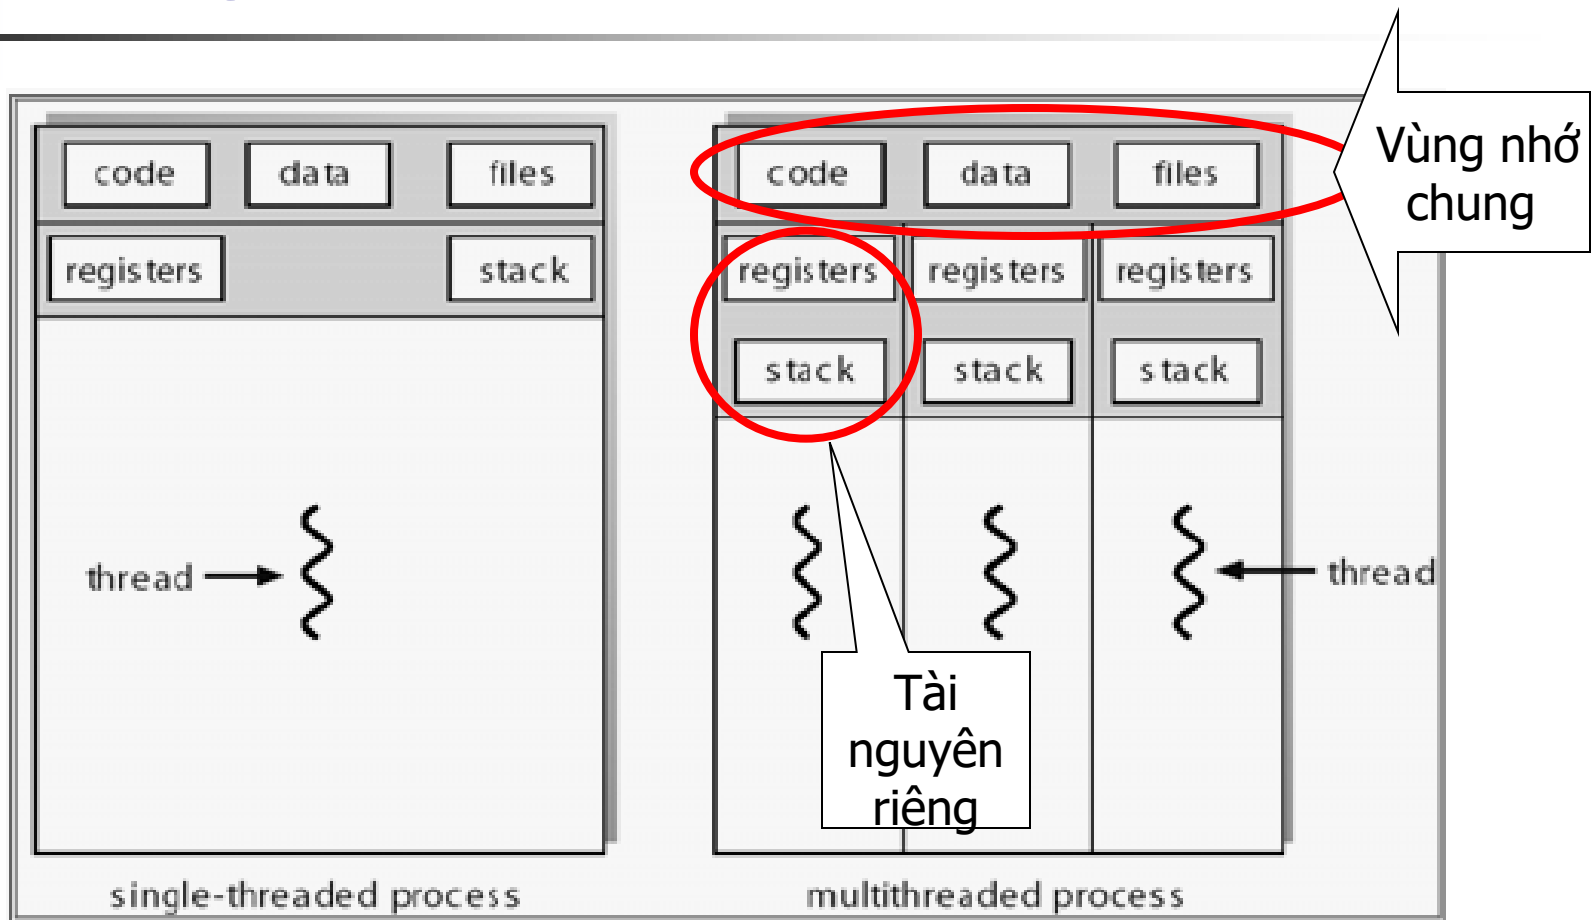 Vùng nhớ
chung
code data files
code data files
registers stack
registers registers registers
stack stack stack
thread
thread
Tài
nguyên
riêng
single-threaded process
multithreaded process